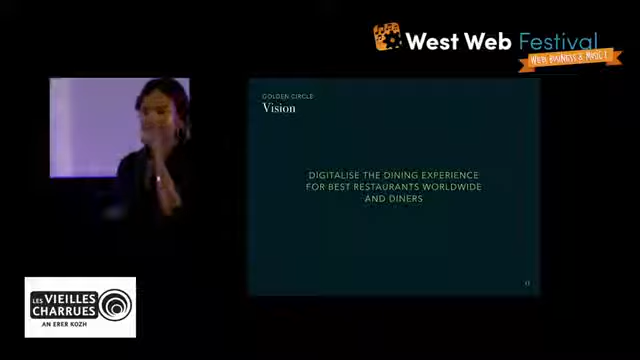 West Web Festival
WEB, BUSINESS & MUSIC !
GOLDEN CIRCLE
Vision
DIGITALISE THE DINING EXPERIENCE
FOR BEST RESTAURANTS WORLDWIDE
AND DINERS
LES VIEILLES
CHARRUES
AN ERER KOZH